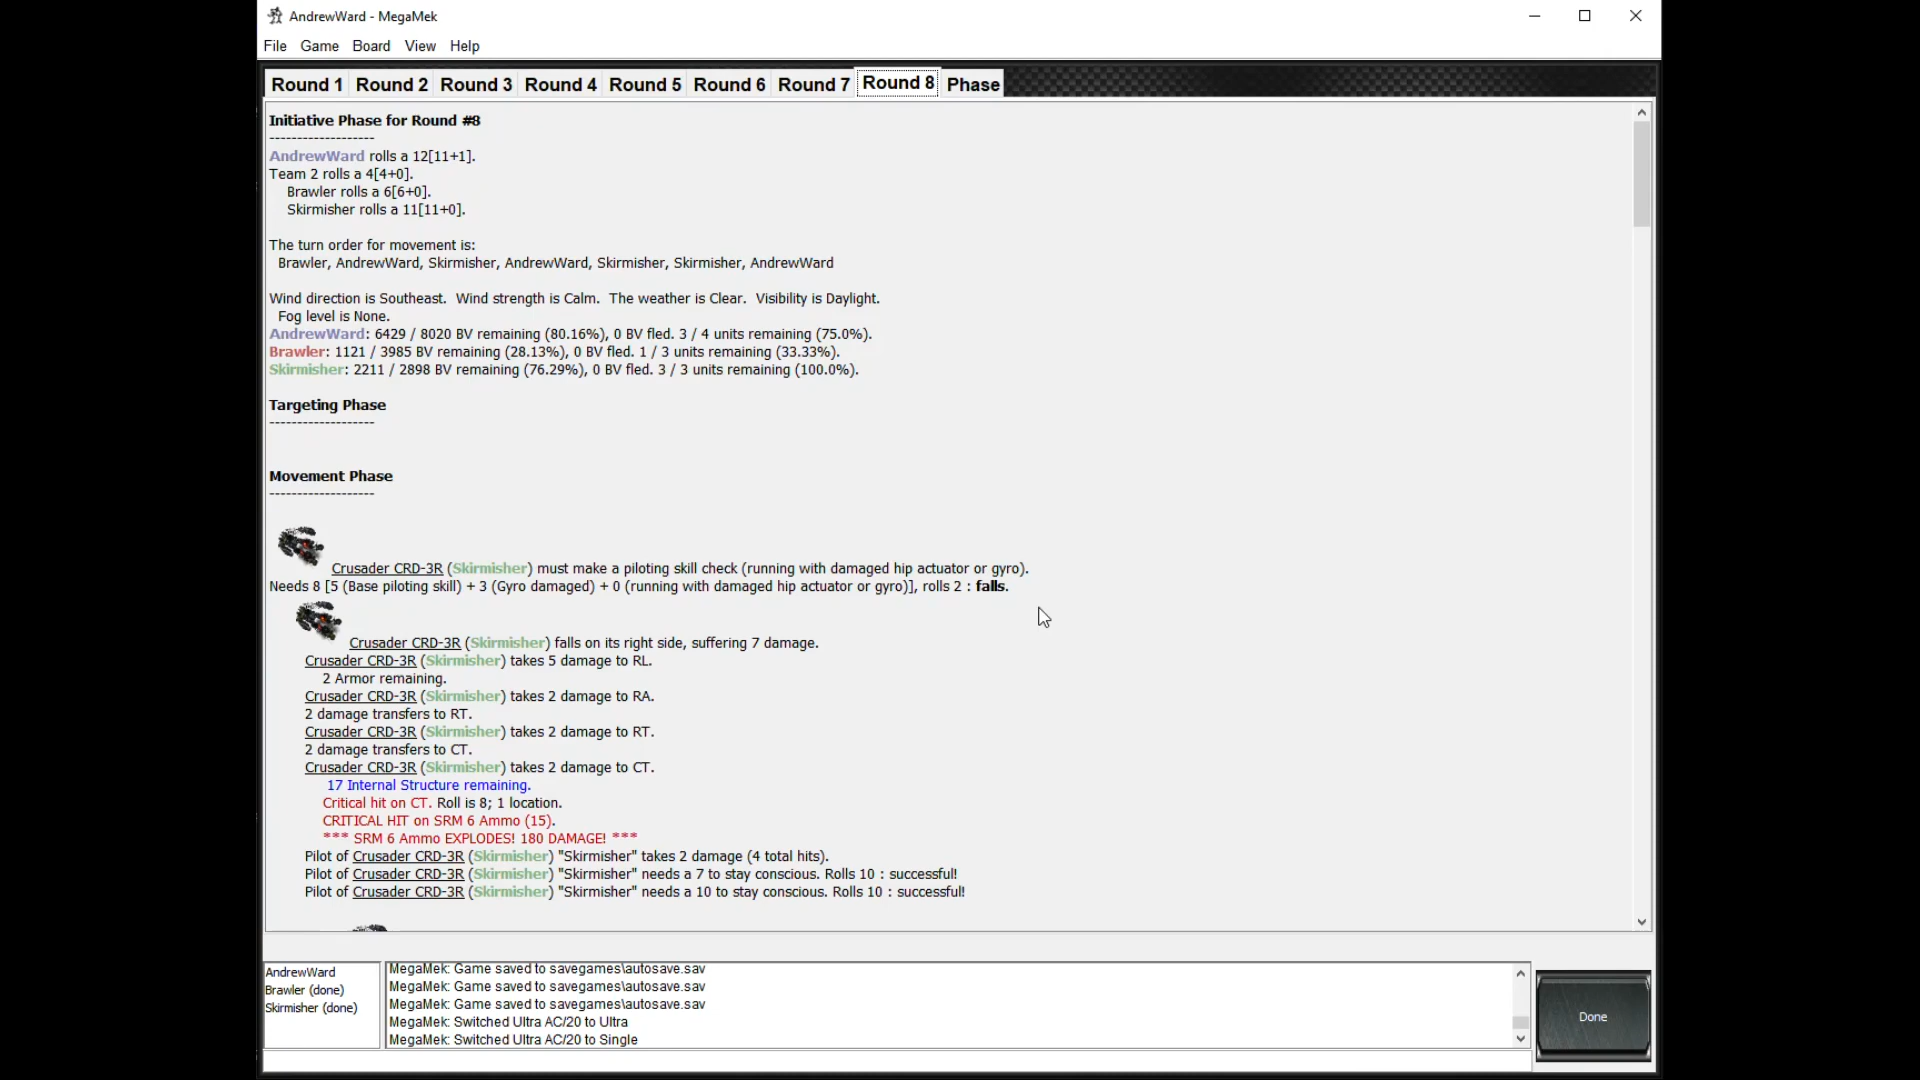 AndrewWard - MegaMek
File Game Board View Help
Round 1 Round 2 Round 3 Round 4 Round 5 Round 6 Round 7 Round 8 Phase
Initiative Phase for Round #8
-------------------
AndrewWard rolls a 12[11+1].
Team 2 rolls a 4[4+0].
Brawler rolls a 6[6+0].
Skirmisher rolls a 11[11+0].
The turn order for movement is:
Brawler, AndrewWard, Skirmisher, AndrewWard, Skirmisher, Skirmisher, AndrewWard
Wind direction is Southeast. Wind strength is Calm. The weather is Clear. Visibility is Daylight.
Fog level is None.
AndrewWard: 6429 / 8020 BV remaining (80.16%), 0 BV fled. 3 / 4 units remaining (75.0%).
Brawler: 1121 / 3985 BV remaining (28.13%), 0 BV fled. 1 / 3 units remaining (33.33%).
Skirmisher: 2211 / 2898 BV remaining (76.29%), 0 BV fled. 3 / 3 units remaining (100.0%).
Targeting Phase
-------------------
Movement Phase
-------------------
Crusader CRD-3R (Skirmisher) must make a piloting skill check (running with damaged hip actuator or gyro).
Needs 8 [5 (Base piloting skill) + 3 (Gyro damaged) + 0 (running with damaged hip actuator or gyro)], rolls 2 : falls.
Crusader CRD-3R (Skirmisher) falls on its right side, suffering 7 damage.
Crusader CRD-3R (Skirmisher) takes 5 damage to RL.
2 Armor remaining.
Crusader CRD-3R (Skirmisher) takes 2 damage to RA.
2 damage transfers to RT.
Crusader CRD-3R (Skirmisher) takes 2 damage to RT.
2 damage transfers to CT.
Crusader CRD-3R (Skirmisher) takes 2 damage to CT.
17 Internal Structure remaining.
Critical hit on CT. Roll is 8; 1 location.
CRITICAL HIT on SRM 6 Ammo (15).
*** SRM 6 Ammo EXPLODES! 180 DAMAGE! ***
Pilot of Crusader CRD-3R (Skirmisher) "Skirmisher" takes 2 damage (4 total hits).
Pilot of Crusader CRD-3R (Skirmisher) "Skirmisher" needs a 7 to stay conscious. Rolls 10 : successful!
Pilot of Crusader CRD-3R (Skirmisher) "Skirmisher" needs a 10 to stay conscious. Rolls 10 : successful!
AndrewWard
Brawler (done)
Skirmisher (done)
MegaMek: Game saved to savegames\autosave.sav
MegaMek: Game saved to savegames\autosave.sav
MegaMek: Game saved to savegames\autosave.sav
MegaMek: Switched Ultra AC/20 to Ultra
MegaMek: Switched Ultra AC/20 to Single
Done